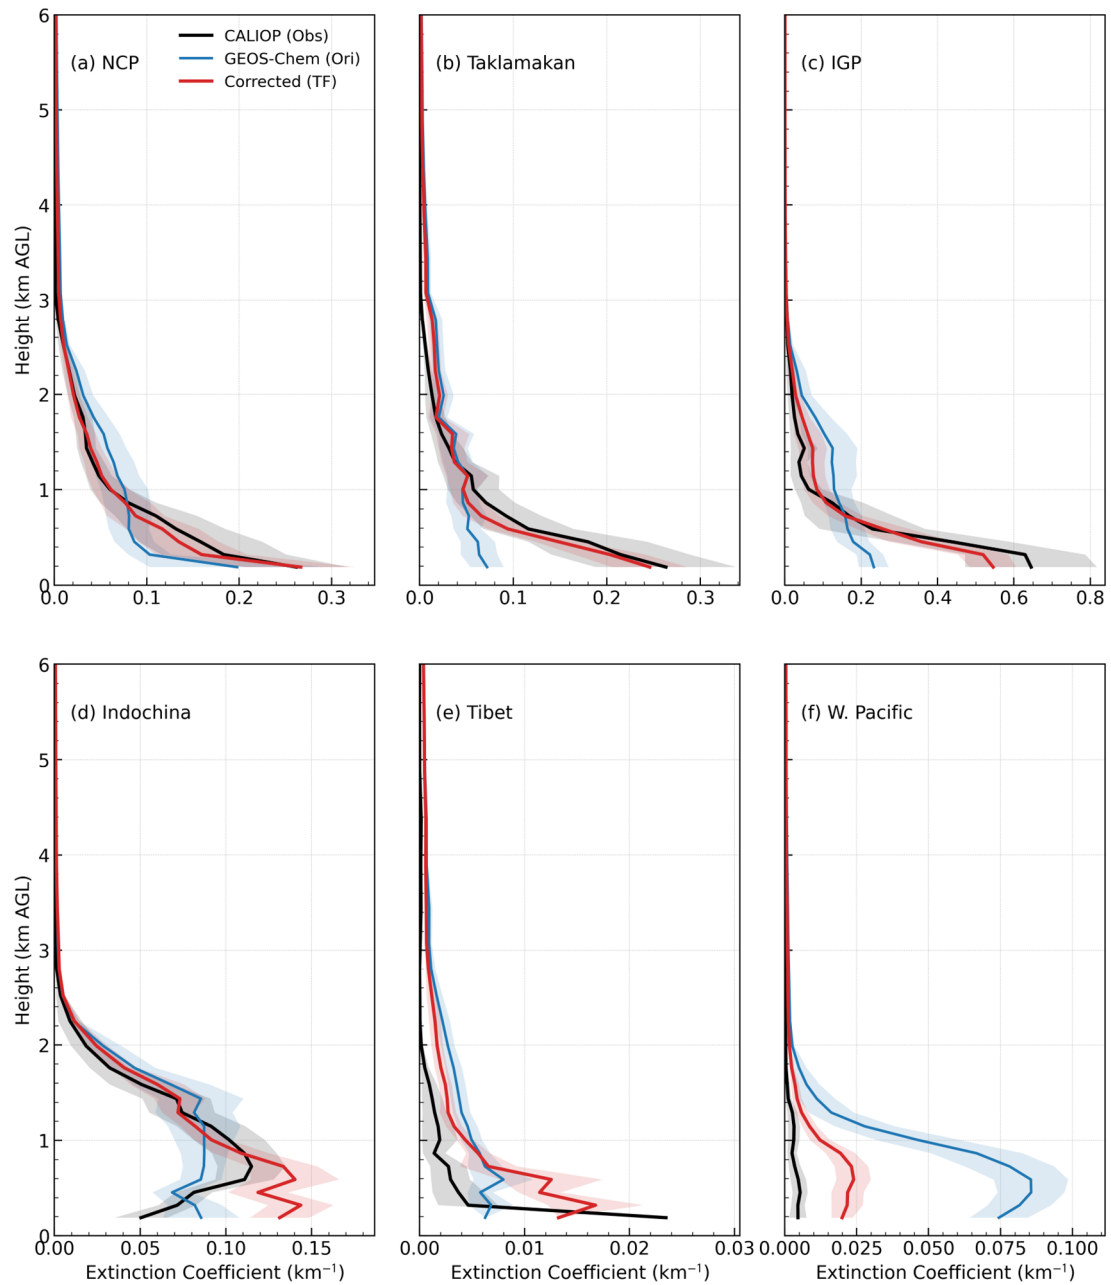 6
5
4
3
2
1
0
Height (km AGL)
(a) NCP
CALIOP (Obs)
GEOS-Chem (Ori)
Corrected (TF)
0.0 0.1 0.2 0.3
(b) Taklamakan
0.0 0.1 0.2 0.3
(c) IGP
0.0 0.2 0.4 0.6 0.8
6
5
4
3
2
1
0
Height (km AGL)
(d) Indochina
0.00 0.05 0.10 0.15
Extinction Coefficient (km⁻¹)
(e) Tibet
0.00 0.01 0.02 0.03
Extinction Coefficient (km⁻¹)
(f) W. Pacific
0.000 0.025 0.050 0.075 0.100
Extinction Coefficient (km⁻¹)